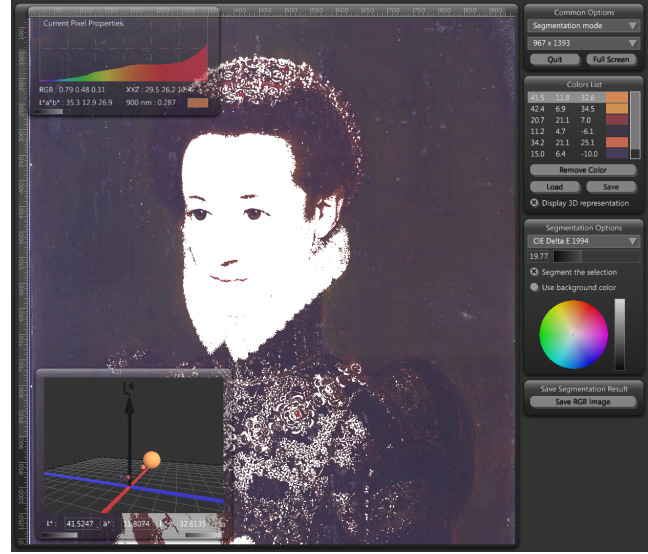 Current Pixel Properties:
RGB : 0.79 0.48 0.31 XYZ : 29.5 26.2 12.4
L*a*b* : 35.3 12.9 26.9 900 nm : 0.287
L* : 41.5247 a* : 11.8074 b* : 32.6135
Common Options
Segmentation mode
967 x 1393
Quit Full Screen
Colors List
41.5 11.8 32.6
42.4 6.9 34.5
20.7 21.1 7.0
11.2 4.7 -6.1
34.2 21.1 25.1
15.0 6.4 -10.0
Remove Color
Load Save
Display 3D representation
Segmentation Options
CIE Delta E 1994
19.77
Segment the selection
Use background color
Save Segmentation Result
Save RGB Image
L*